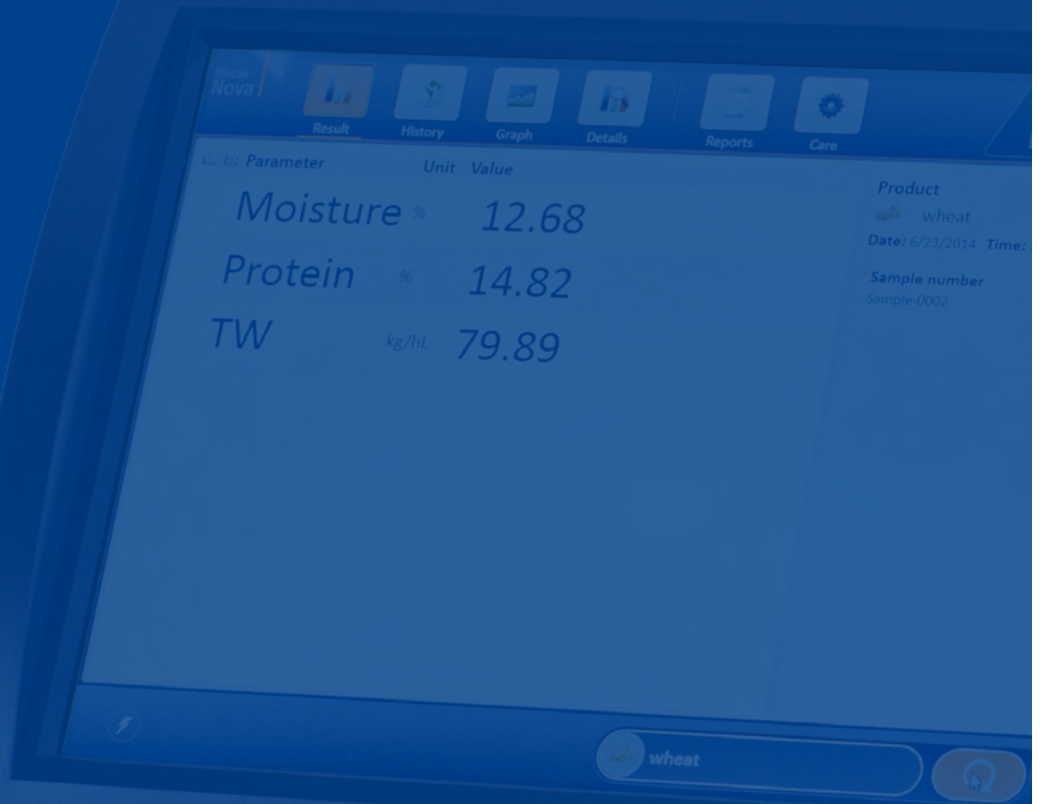 Nova
Result History Graph Details Reports Care
Parameter Unit Value
Moisture % 12.68
Protein % 14.82
TW kg/hL 79.89
Product
wheat
Date: 6/23/2014 Time:
Sample number
Sample-0002
wheat